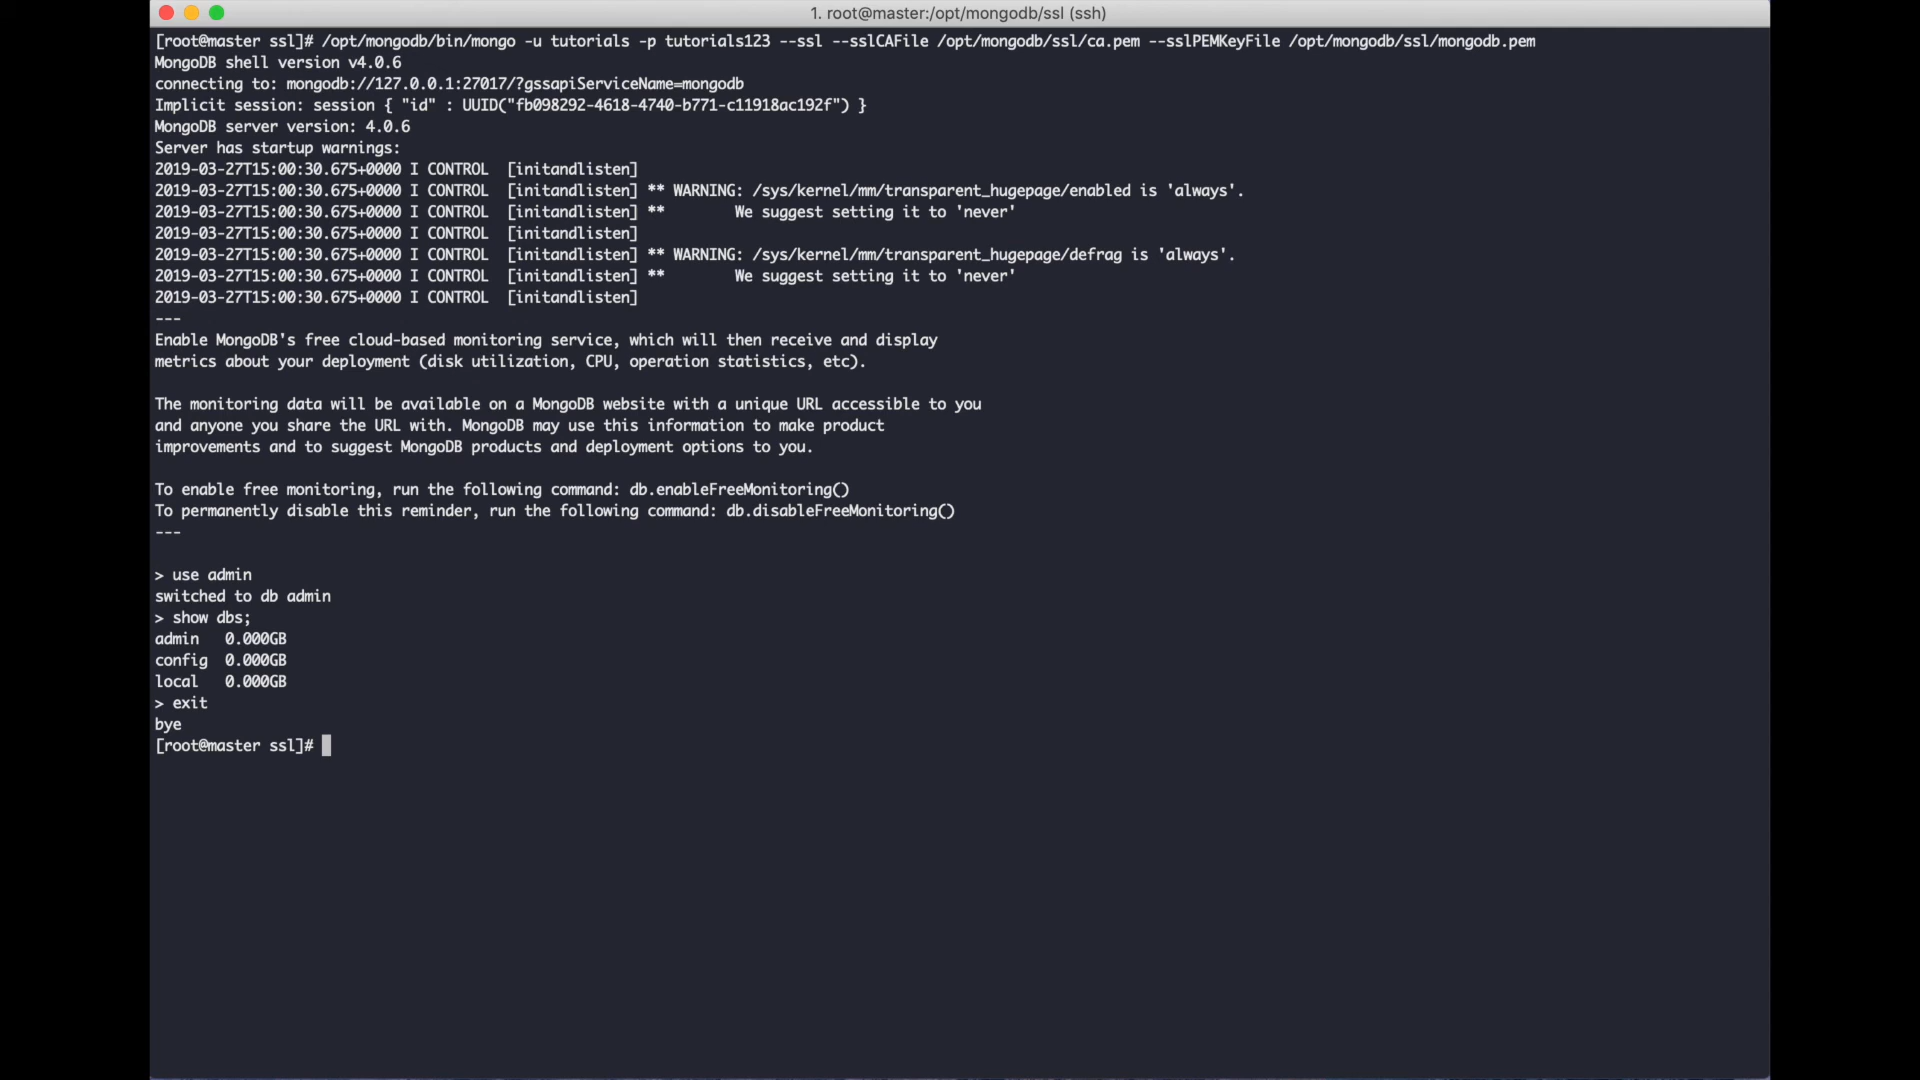 1. root@master:/opt/mongodb/ssl (ssh)
[root@master ssl]# /opt/mongodb/bin/mongo -u tutorials -p tutorials123 --ssl --sslCAFile /opt/mongodb/ssl/ca.pem --sslPEMKeyFile /opt/mongodb/ssl/mongodb.pem
MongoDB shell version v4.0.6
connecting to: mongodb://127.0.0.1:27017/?gssapiServiceName=mongodb
Implicit session: session { "id" : UUID("fb098292-4618-4740-b771-c11918ac192f") }
MongoDB server version: 4.0.6
Server has startup warnings:
2019-03-27T15:00:30.675+0000 I CONTROL  [initandlisten]
2019-03-27T15:00:30.675+0000 I CONTROL  [initandlisten] ** WARNING: /sys/kernel/mm/transparent_hugepage/enabled is 'always'.
2019-03-27T15:00:30.675+0000 I CONTROL  [initandlisten] **        We suggest setting it to 'never'
2019-03-27T15:00:30.675+0000 I CONTROL  [initandlisten]
2019-03-27T15:00:30.675+0000 I CONTROL  [initandlisten] ** WARNING: /sys/kernel/mm/transparent_hugepage/defrag is 'always'.
2019-03-27T15:00:30.675+0000 I CONTROL  [initandlisten] **        We suggest setting it to 'never'
2019-03-27T15:00:30.675+0000 I CONTROL  [initandlisten]
---
Enable MongoDB's free cloud-based monitoring service, which will then receive and display
metrics about your deployment (disk utilization, CPU, operation statistics, etc).

The monitoring data will be available on a MongoDB website with a unique URL accessible to you
and anyone you share the URL with. MongoDB may use this information to make product
improvements and to suggest MongoDB products and deployment options to you.

To enable free monitoring, run the following command: db.enableFreeMonitoring()
To permanently disable this reminder, run the following command: db.disableFreeMonitoring()
---

> use admin
switched to db admin
> show dbs;
admin   0.000GB
config  0.000GB
local   0.000GB
> exit
bye
[root@master ssl]#